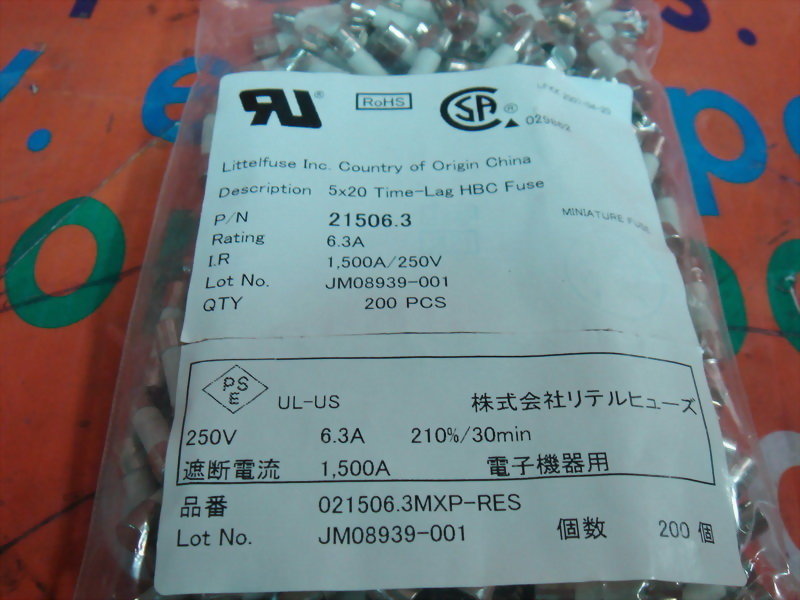 RoHS
® 029862
Littelfuse Inc. Country of Origin China
Description 5x20 Time-Lag HBC Fuse
P/N 21506.3
MINIATURE FUSE
Rating 6.3A
I.R 1,500A/250V
Lot No. JM08939-001
QTY 200 PCS
PS
E
UL-US 株式会社リテルヒューズ
250V 6.3A 210%/30min
遮断電流 1,500A 電子機器用
品番 021506.3MXP-RES
Lot No. JM08939-001 個数 200 個